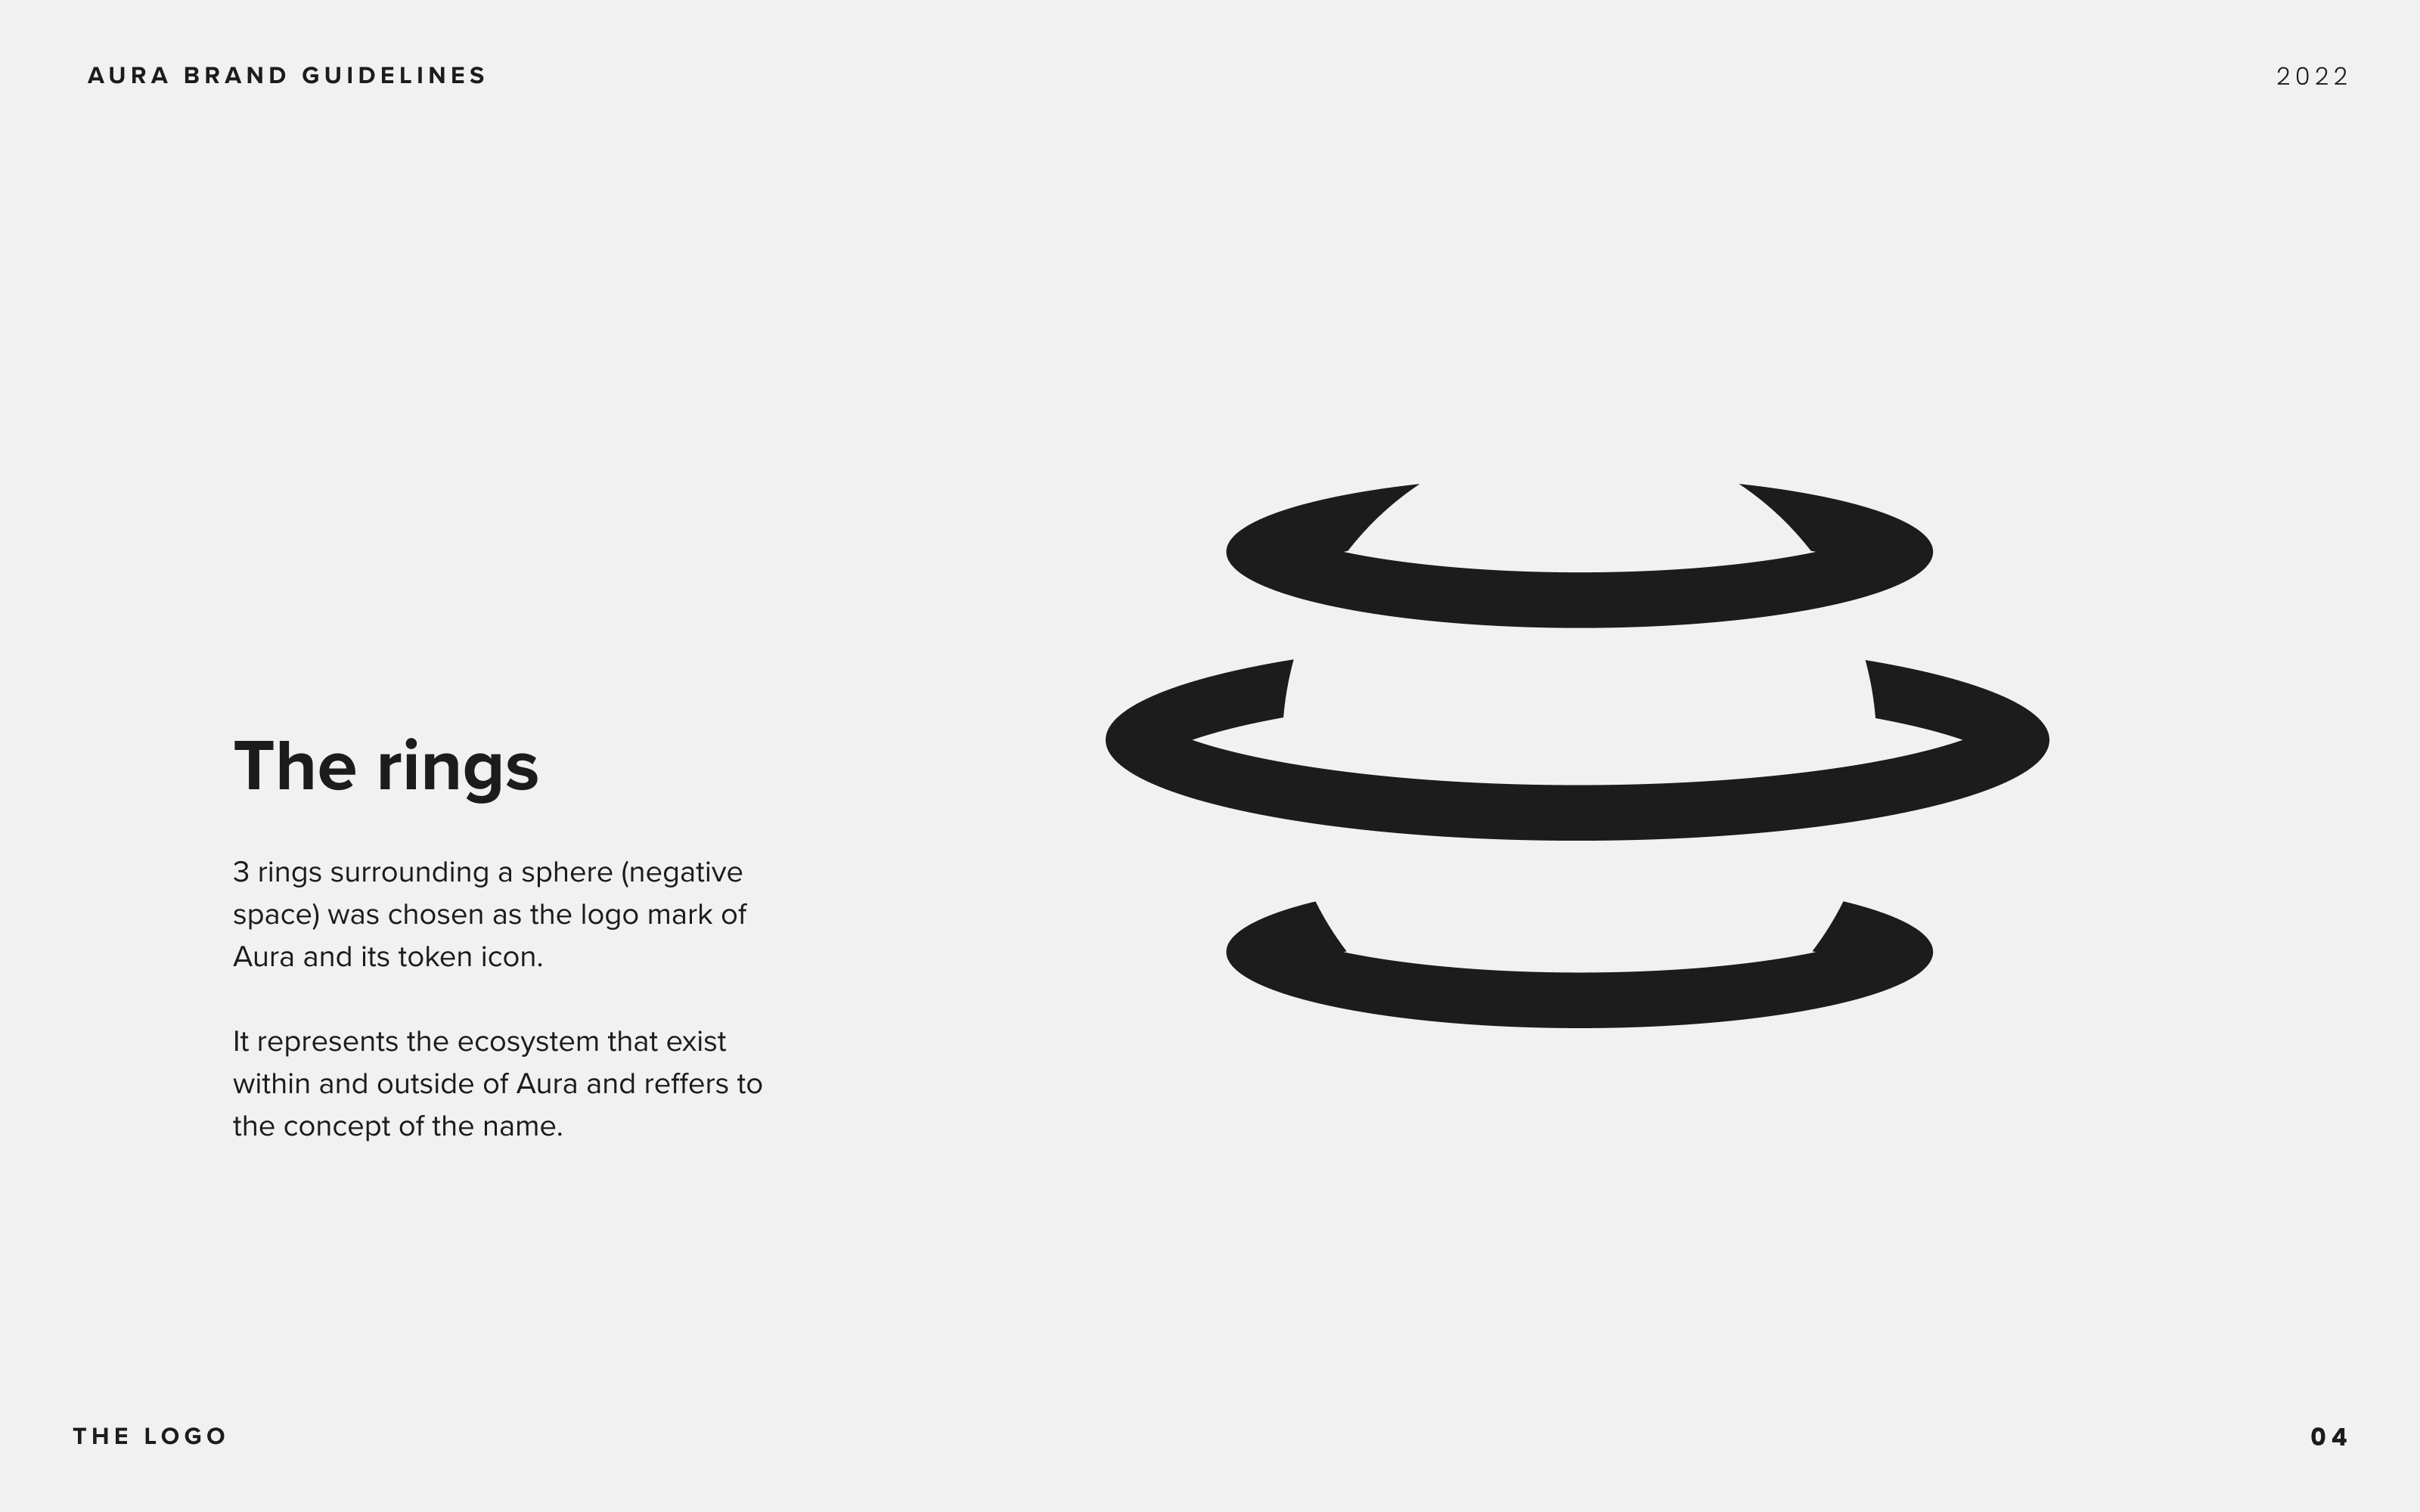 AURA BRAND GUIDELINES
2022
The rings
3 rings surrounding a sphere (negative
space) was chosen as the logo mark of
Aura and its token icon.
It represents the ecosystem that exist
within and outside of Aura and reffers to
the concept of the name.
THE LOGO
04